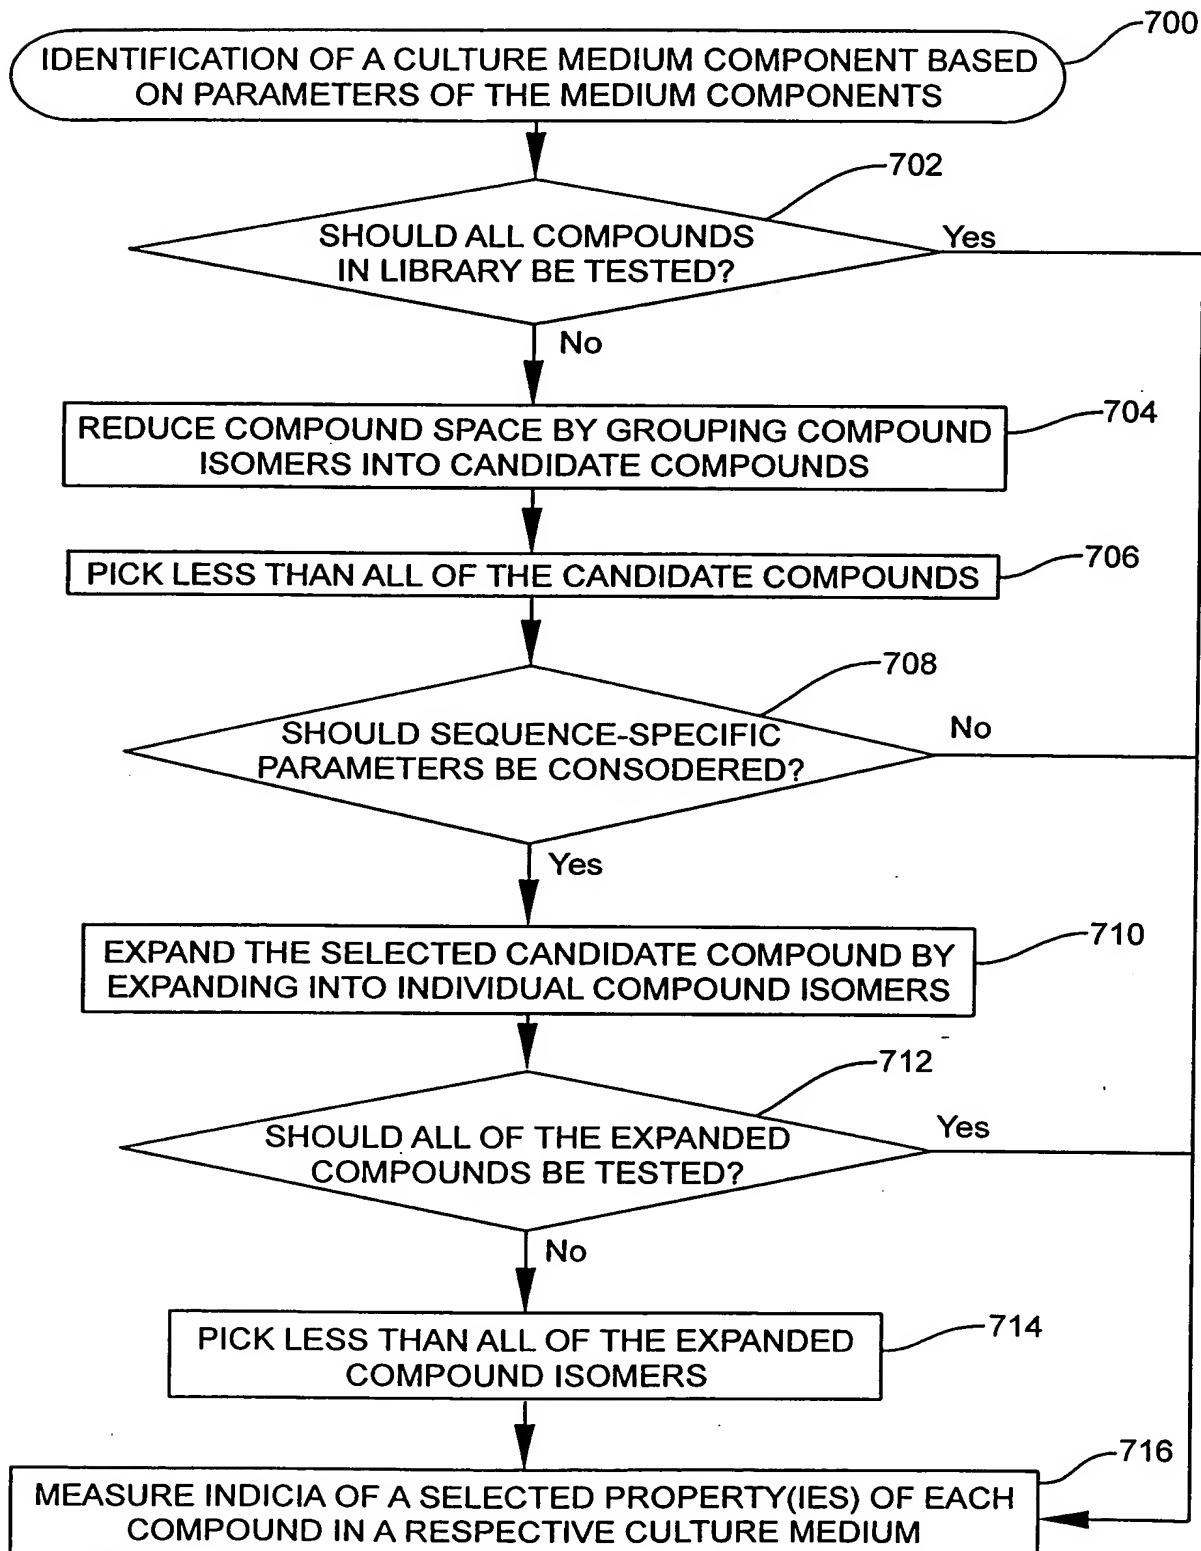 700
IDENTIFICATION OF A CULTURE MEDIUM COMPONENT BASED
ON PARAMETERS OF THE MEDIUM COMPONENTS
702
SHOULD ALL COMPOUNDS
IN LIBRARY BE TESTED?
Yes
No
704
REDUCE COMPOUND SPACE BY GROUPING COMPOUND
ISOMERS INTO CANDIDATE COMPOUNDS
706
PICK LESS THAN ALL OF THE CANDIDATE COMPOUNDS
708
SHOULD SEQUENCE-SPECIFIC
PARAMETERS BE CONSODERED?
No
Yes
710
EXPAND THE SELECTED CANDIDATE COMPOUND BY
EXPANDING INTO INDIVIDUAL COMPOUND ISOMERS
712
SHOULD ALL OF THE EXPANDED
COMPOUNDS BE TESTED?
Yes
No
714
PICK LESS THAN ALL OF THE EXPANDED
COMPOUND ISOMERS
716
MEASURE INDICIA OF A SELECTED PROPERTY(IES) OF EACH
COMPOUND IN A RESPECTIVE CULTURE MEDIUM